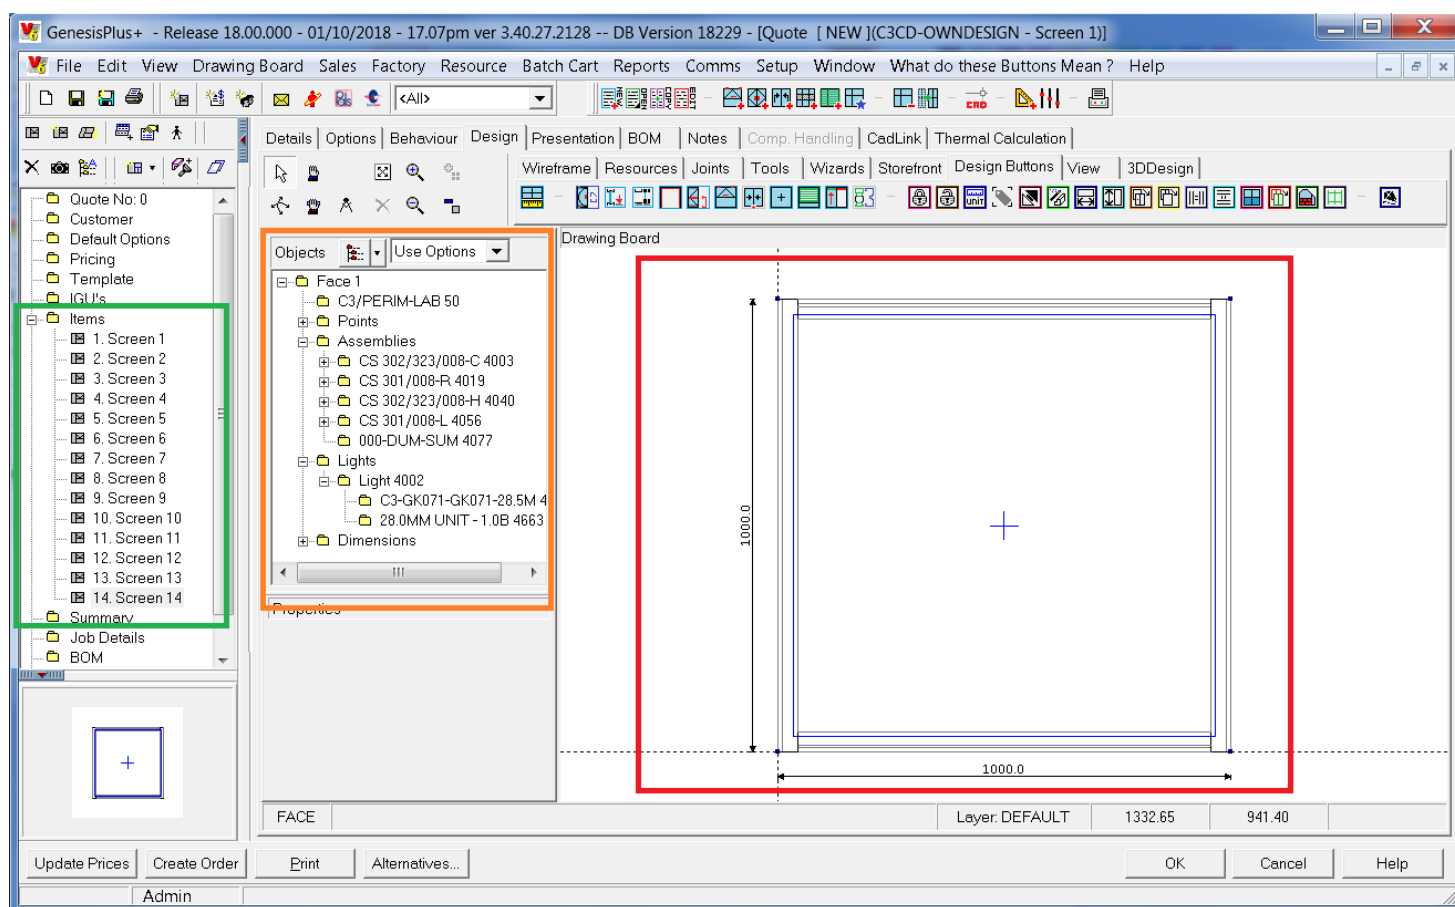 GenesisPlus+ - Release 18.00.000 - 01/10/2018 - 17.07pm ver 3.40.27.2128 -- DB Version 18229 - [Quote [ NEW ](C3CD-OWNDESIGN - Screen 1)]
File Edit View Drawing Board Sales Factory Resource Batch Cart Reports Comms Setup Window What do these Buttons Mean ? Help
<All>
Details Options Behaviour Design Presentation BOM Notes Comp. Handling CadLink Thermal Calculation
Wireframe Resources Joints Tools Wizards Storefront Design Buttons View 3DDesign
Quote No: 0
Customer
Default Options
Pricing
Template
IGU's
Items
1. Screen 1
2. Screen 2
3. Screen 3
4. Screen 4
5. Screen 5
6. Screen 6
7. Screen 7
8. Screen 8
9. Screen 9
10. Screen 10
11. Screen 11
12. Screen 12
13. Screen 13
14. Screen 14
Summary
Job Details
BOM
Objects Use Options
Face 1
C3/PERIM-LAB 50
Points
Assemblies
CS 302/323/008-C 4003
CS 301/008-R 4019
CS 302/323/008-H 4040
CS 301/008-L 4056
000-DUM-SUM 4077
Lights
Light 4002
C3-GK071-GK071-28.5M 4
28.0MM UNIT - 1.0B 4663
Dimensions
Properties
Drawing Board
1000.0
1000.0
FACE Layer: DEFAULT 1332.65 941.40
Update Prices Create Order Print Alternatives... OK Cancel Help
Admin